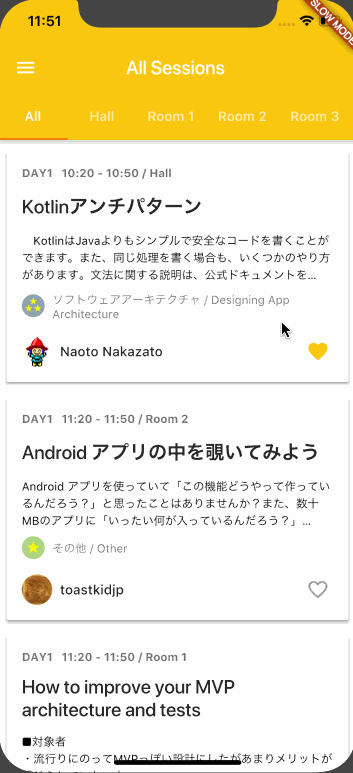 11:51
SLOW MODE
All Sessions
All Hall Room 1 Room 2 Room 3
DAY1 10:20 - 10:50 / Hall
Kotlinアンチパターン
KotlinはJavaよりもシンプルで安全なコードを書くことが
できます。また、同じ処理を書く場合も、いくつかのやり方
があります。文法に関する説明は、公式ドキュメントを...
ソフトウェアアーキテクチャ / Designing App
Architecture
Naoto Nakazato
DAY1 11:20 - 11:50 / Room 2
Android アプリの中を覗いてみよう
Android アプリを使っていて「この機能どうやって作ってい
るんだろう？」と思ったことはありませんか？また、数十
MBのアプリに「いったい何が入っているんだろう？」...
その他 / Other
toastkidjp
DAY1 11:20 - 11:50 / Room 1
How to improve your MVP
architecture and tests
■対象者
・流行りにのってMVPっぽい設計にしたがあまりメリットが